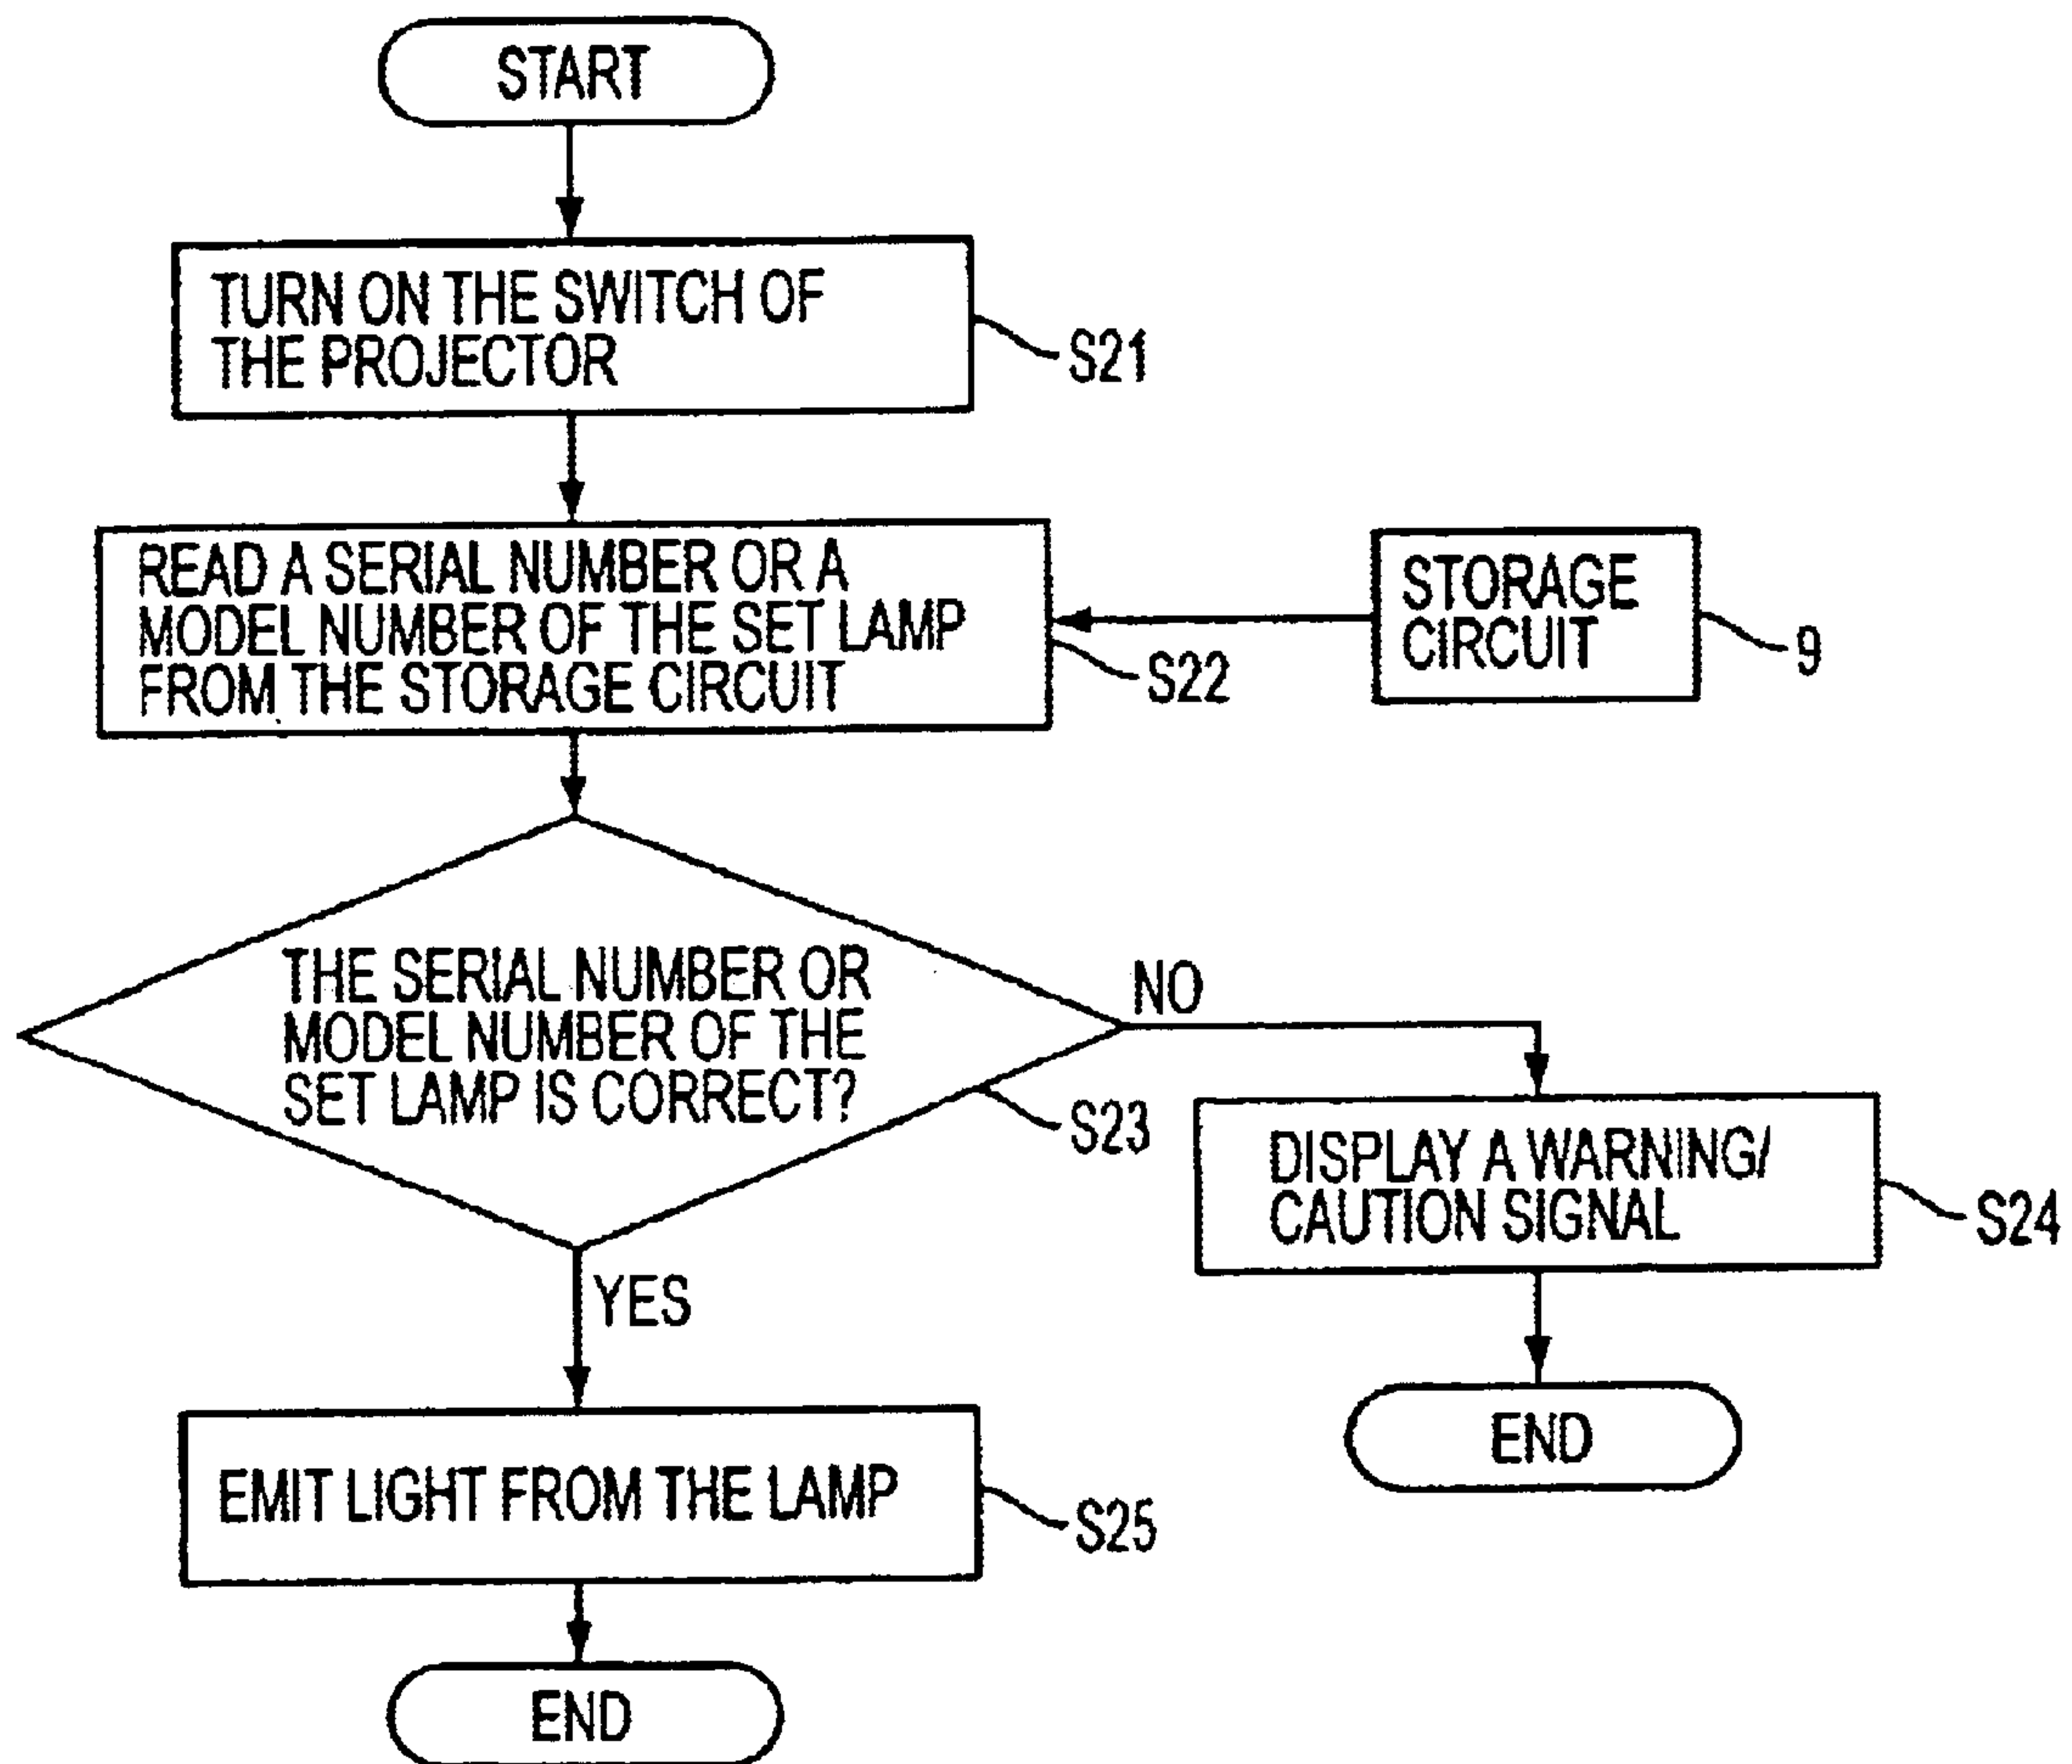 START
TURN ON THE SWITCH OF
THE PROJECTOR
S21
READ A SERIAL NUMBER OR A
MODEL NUMBER OF THE SET LAMP
FROM THE STORAGE CIRCUIT
S22
STORAGE
CIRCUIT
9
THE SERIAL NUMBER OR
MODEL NUMBER OF THE
SET LAMP IS CORRECT?
S23
NO
DISPLAY A WARNING/
CAUTION SIGNAL
S24
END
YES
EMIT LIGHT FROM THE LAMP
S25
END